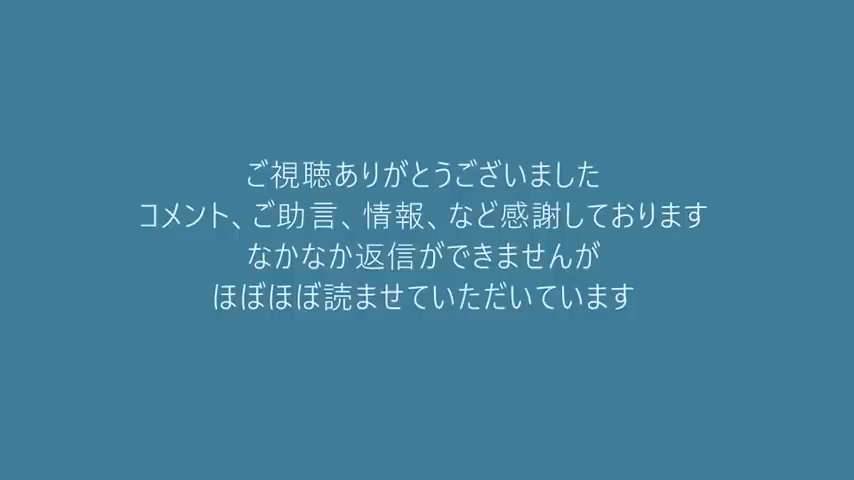 ご視聴ありがとうございました
コメント、ご助言、情報、など感謝しております
なかなか返信ができませんが
ほぼほぼ読ませていただいています